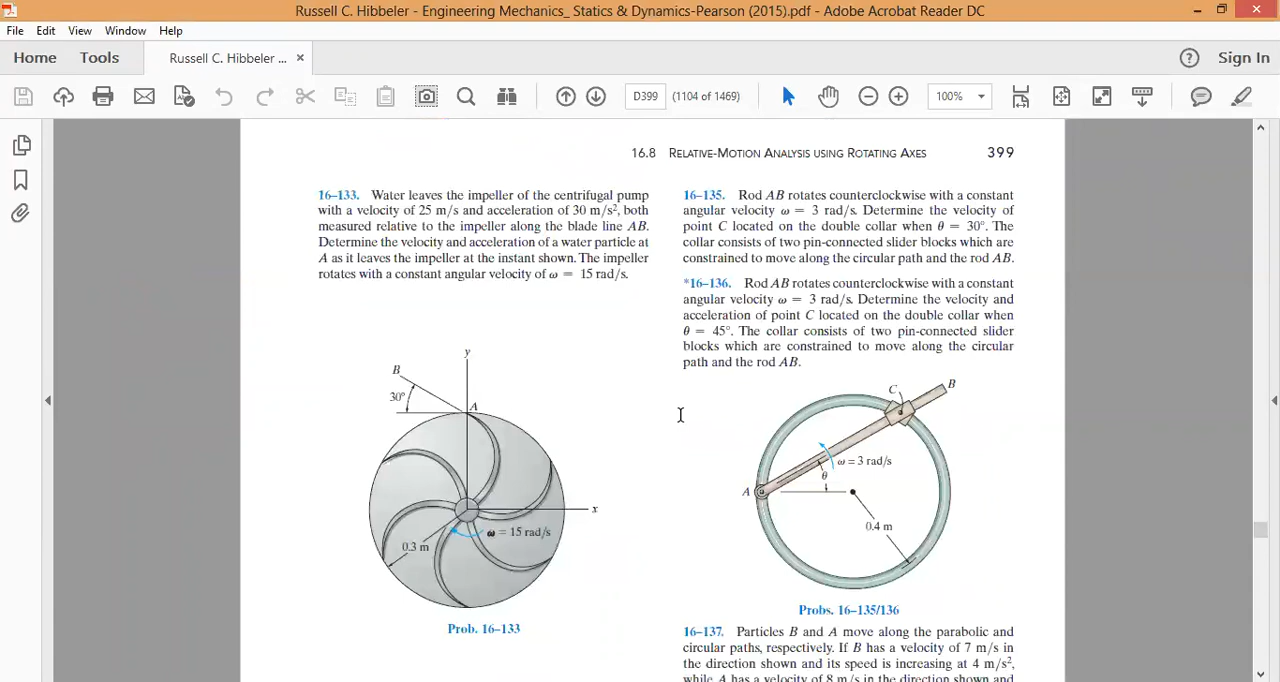 Russell C. Hibbeler - Engineering Mechanics_ Statics & Dynamics-Pearson (2015).pdf - Adobe Acrobat Reader DC
File Edit View Window Help
Home Tools Russell C. Hibbeler ... × Sign In
D399 (1104 of 1469) 100%
16.8 RELATIVE-MOTION ANALYSIS USING ROTATING AXES 399
16–133. Water leaves the impeller of the centrifugal pump
with a velocity of 25 m/s and acceleration of 30 m/s², both
measured relative to the impeller along the blade line AB.
Determine the velocity and acceleration of a water particle at
A as it leaves the impeller at the instant shown. The impeller
rotates with a constant angular velocity of ω = 15 rad/s.
y
B
30°
A
x
ω = 15 rad/s
0.3 m
Prob. 16–133
16–135. Rod AB rotates counterclockwise with a constant
angular velocity ω = 3 rad/s. Determine the velocity of
point C located on the double collar when θ = 30°. The
collar consists of two pin-connected slider blocks which are
constrained to move along the circular path and the rod AB.
*16–136. Rod AB rotates counterclockwise with a constant
angular velocity ω = 3 rad/s. Determine the velocity and
acceleration of point C located on the double collar when
θ = 45°. The collar consists of two pin-connected slider
blocks which are constrained to move along the circular
path and the rod AB.
C
B
ω = 3 rad/s
θ
A
0.4 m
Probs. 16–135/136
16–137. Particles B and A move along the parabolic and
circular paths, respectively. If B has a velocity of 7 m/s in
the direction shown and its speed is increasing at 4 m/s²,
while A has a velocity of 8 m/s in the direction shown and